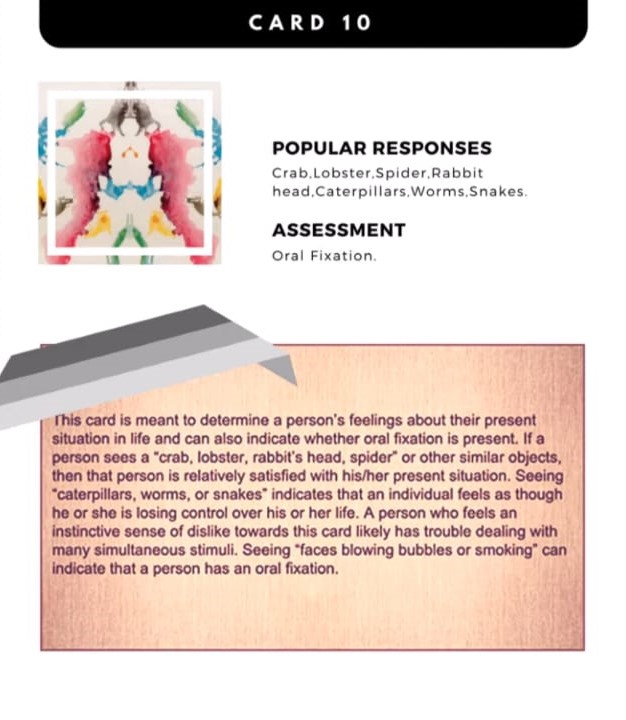 CARD 10
POPULAR RESPONSES
Crab,Lobster,Spider,Rabbit
head,Caterpillars,Worms,Snakes.
ASSESSMENT
Oral Fixation.
This card is meant to determine a person's feelings about their present
situation in life and can also indicate whether oral fixation is present. If a
person sees a "crab, lobster, rabbit's head, spider" or other similar objects,
then that person is relatively satisfied with his/her present situation. Seeing
"caterpillars, worms, or snakes" indicates that an individual feels as though
he or she is losing control over his or her life. A person who feels an
instinctive sense of dislike towards this card likely has trouble dealing with
many simultaneous stimuli. Seeing "faces blowing bubbles or smoking" can
indicate that a person has an oral fixation.